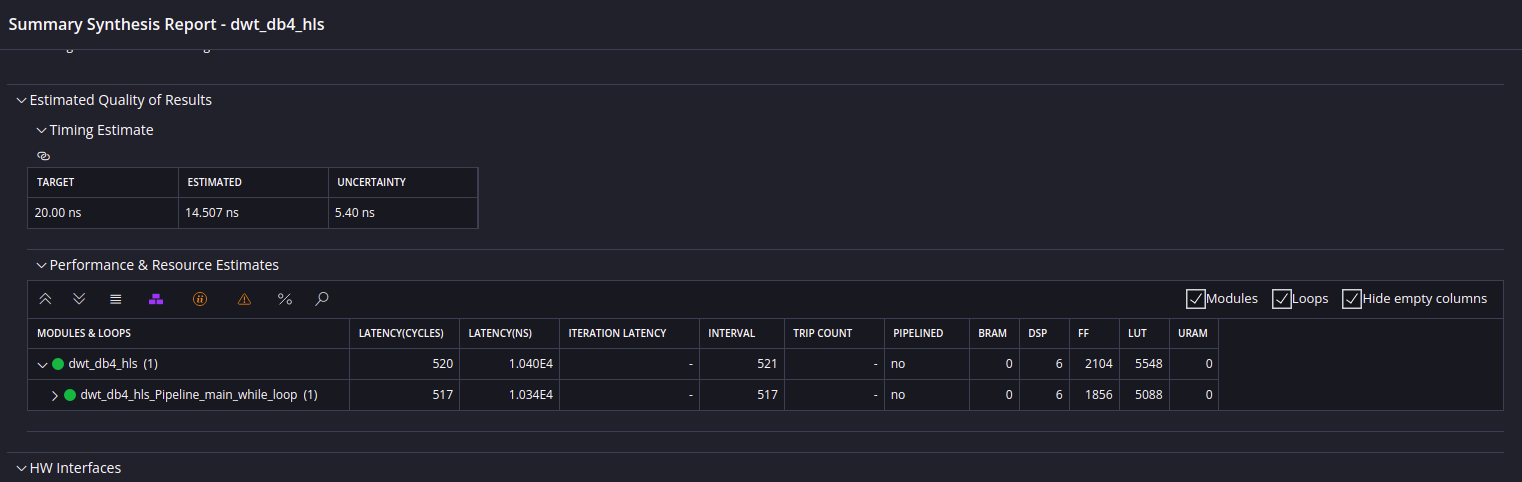 Summary Synthesis Report - dwt_db4_hls
Estimated Quality of Results
Timing Estimate
TARGET ESTIMATED UNCERTAINTY
20.00 ns 14.507 ns 5.40 ns
Performance & Resource Estimates
% Modules Loops Hide empty columns
MODULES & LOOPS LATENCY(CYCLES) LATENCY(NS) ITERATION LATENCY INTERVAL TRIP COUNT PIPELINED BRAM DSP FF LUT URAM
dwt_db4_hls (1) 520 1.040E4 - 521 - no 0 6 2104 5548 0
dwt_db4_hls_Pipeline_main_while_loop (1) 517 1.034E4 - 517 - no 0 6 1856 5088 0
HW Interfaces